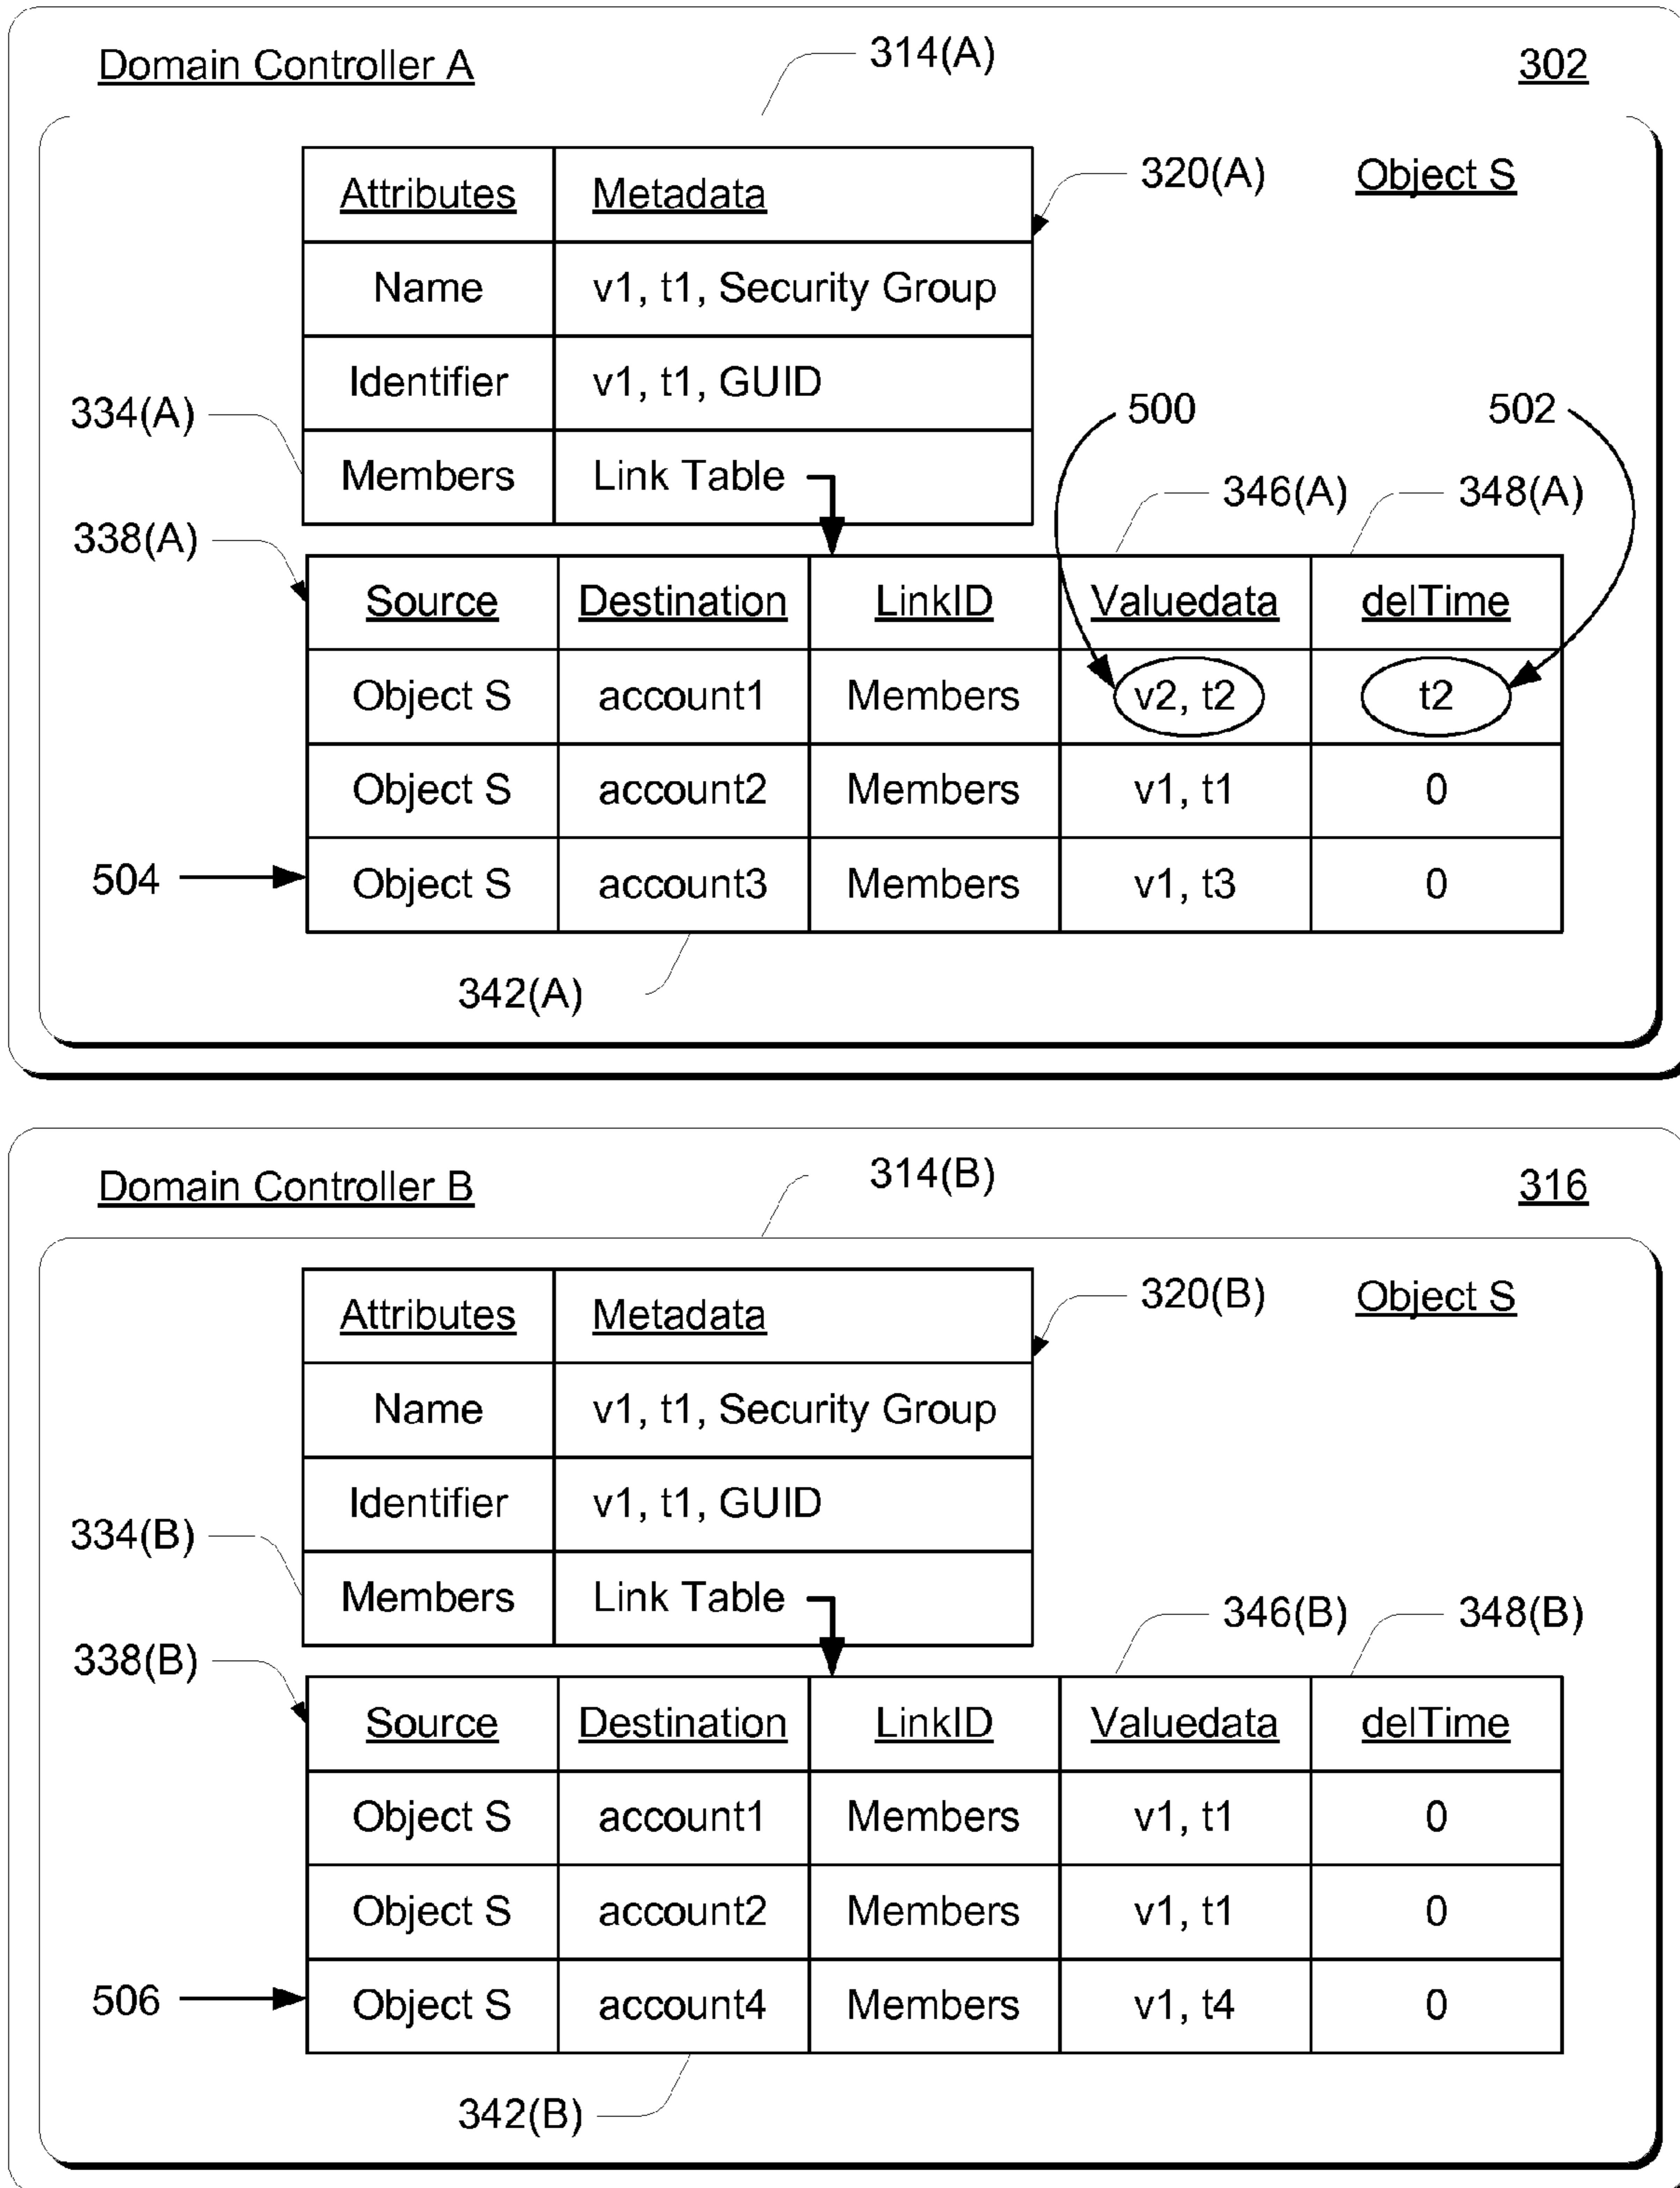 Domain Controller A 314(A) 302
Attributes Metadata 320(A) Object S
Name v1, t1, Security Group
Identifier v1, t1, GUID
334(A) 500 502
Members Link Table 346(A) 348(A)
338(A)
Source Destination LinkID Valuedata delTime
Object S account1 Members v2, t2 t2
Object S account2 Members v1, t1 0
504 Object S account3 Members v1, t3 0
342(A)
Domain Controller B 314(B) 316
Attributes Metadata 320(B) Object S
Name v1, t1, Security Group
Identifier v1, t1, GUID
334(B)
Members Link Table 346(B) 348(B)
338(B)
Source Destination LinkID Valuedata delTime
Object S account1 Members v1, t1 0
Object S account2 Members v1, t1 0
506 Object S account4 Members v1, t4 0
342(B)